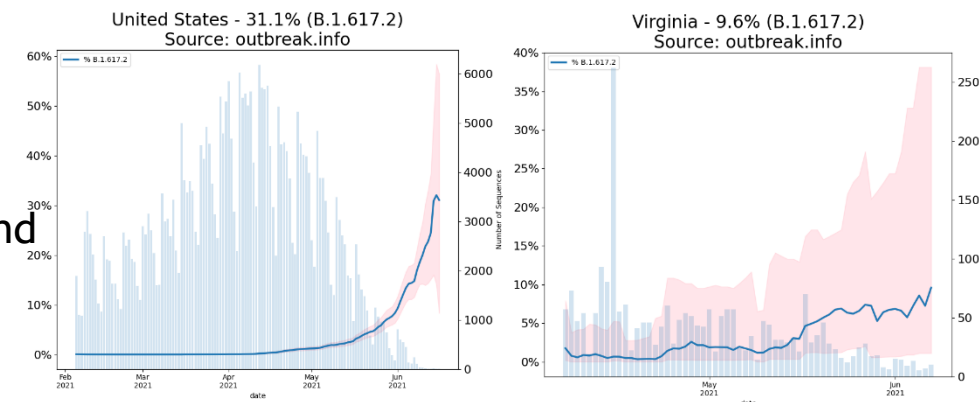 United States - 31.1% (B.1.617.2)
Source: outbreak.info
% B.1.617.2
60%
50%
40%
30%
20%
10%
0%
6000
5000
4000
3000
2000
1000
0
Number of Sequences
Feb
2021
Mar
2021
Apr
2021
May
2021
Jun
2021
date
nd
Virginia - 9.6% (B.1.617.2)
Source: outbreak.info
% B.1.617.2
40%
35%
30%
25%
20%
15%
10%
5%
0%
250
200
150
100
50
0
May
2021
Jun
2021